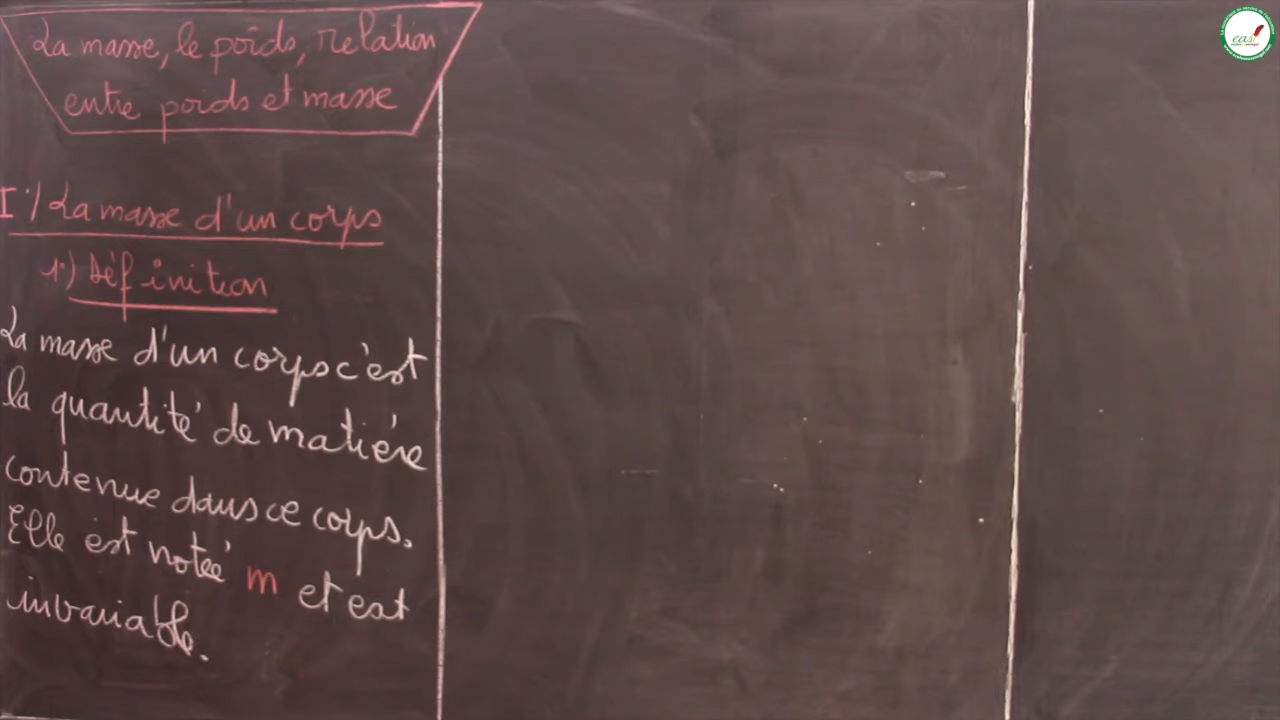 La masse, le poids, relation
entre poids et masse
I°/ La masse d'un corps
1°) Définition
La masse d'un corps c'est
la quantité de matière
contenue dans ce corps.
Elle est notée m et est
invariable.
eas